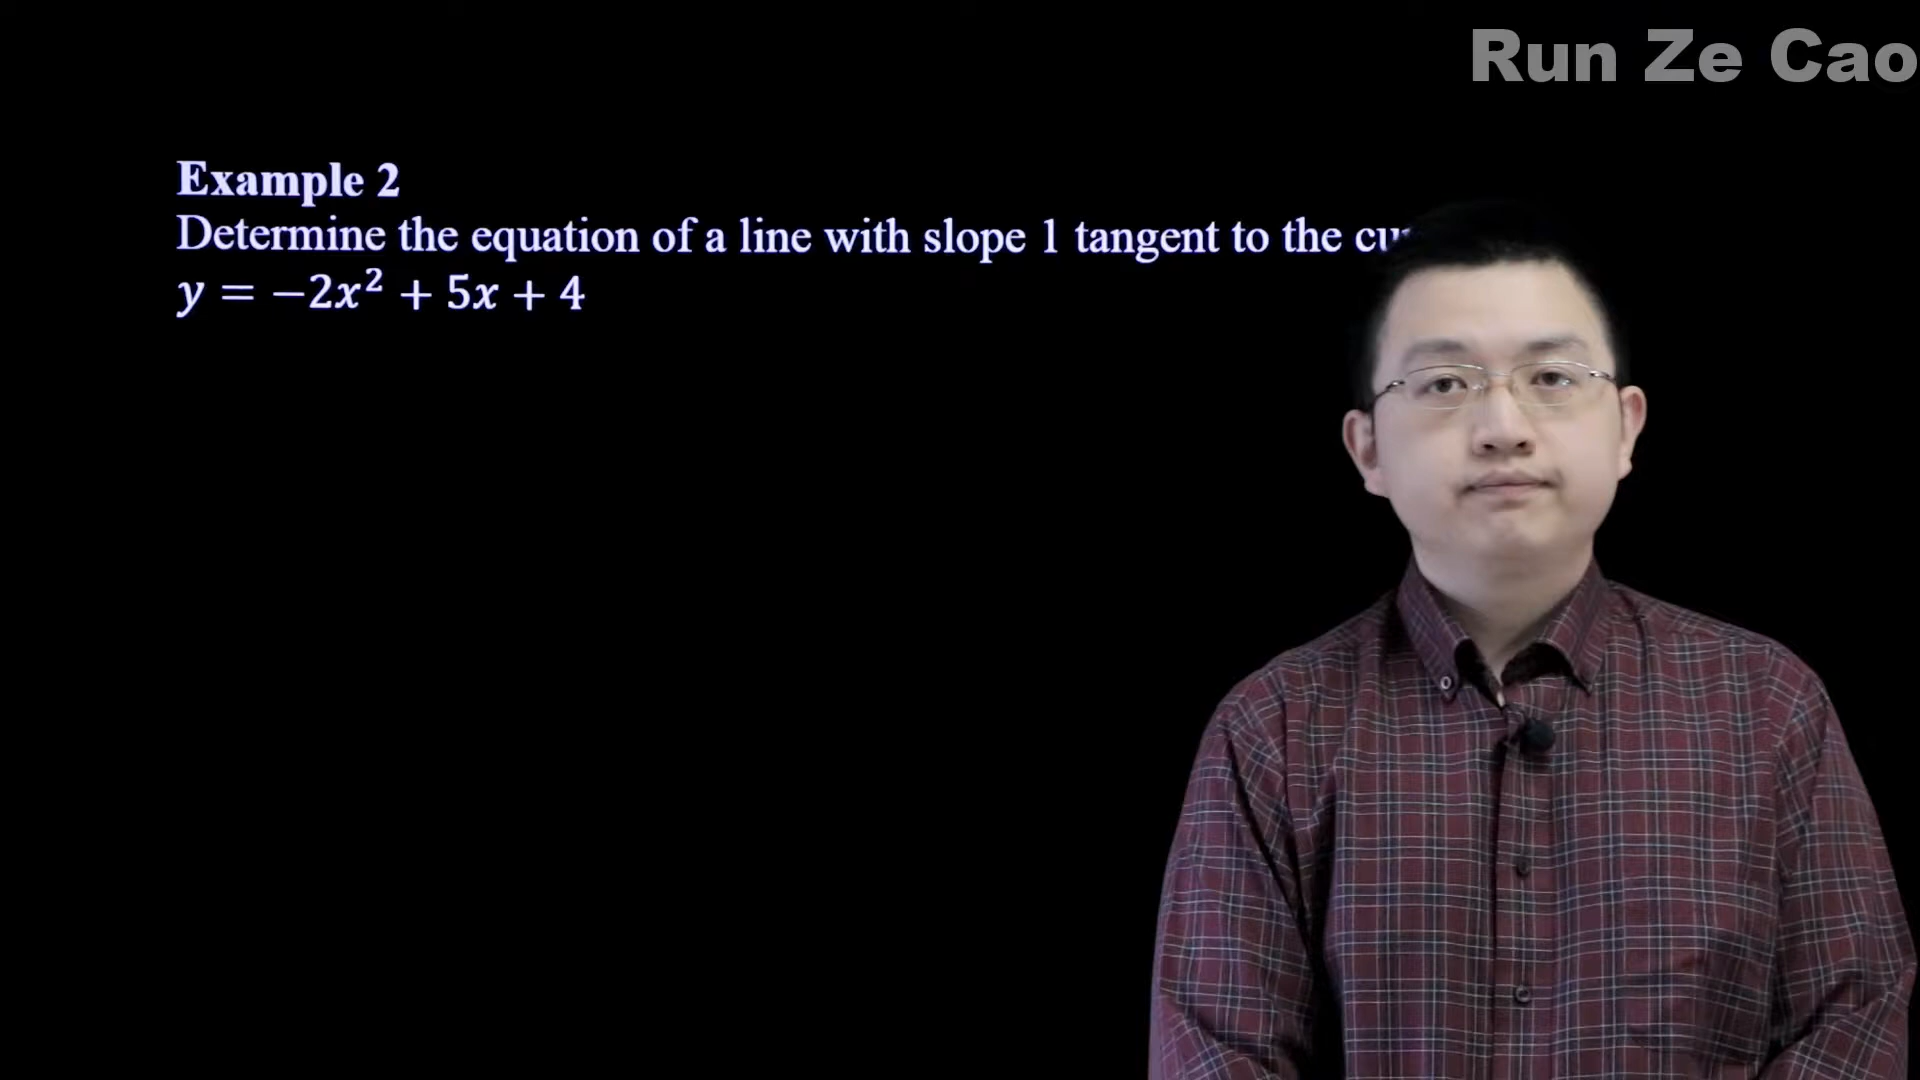 Run Ze Cao
Example 2
Determine the equation of a line with slope 1 tangent to the
y = −2x² + 5x + 4